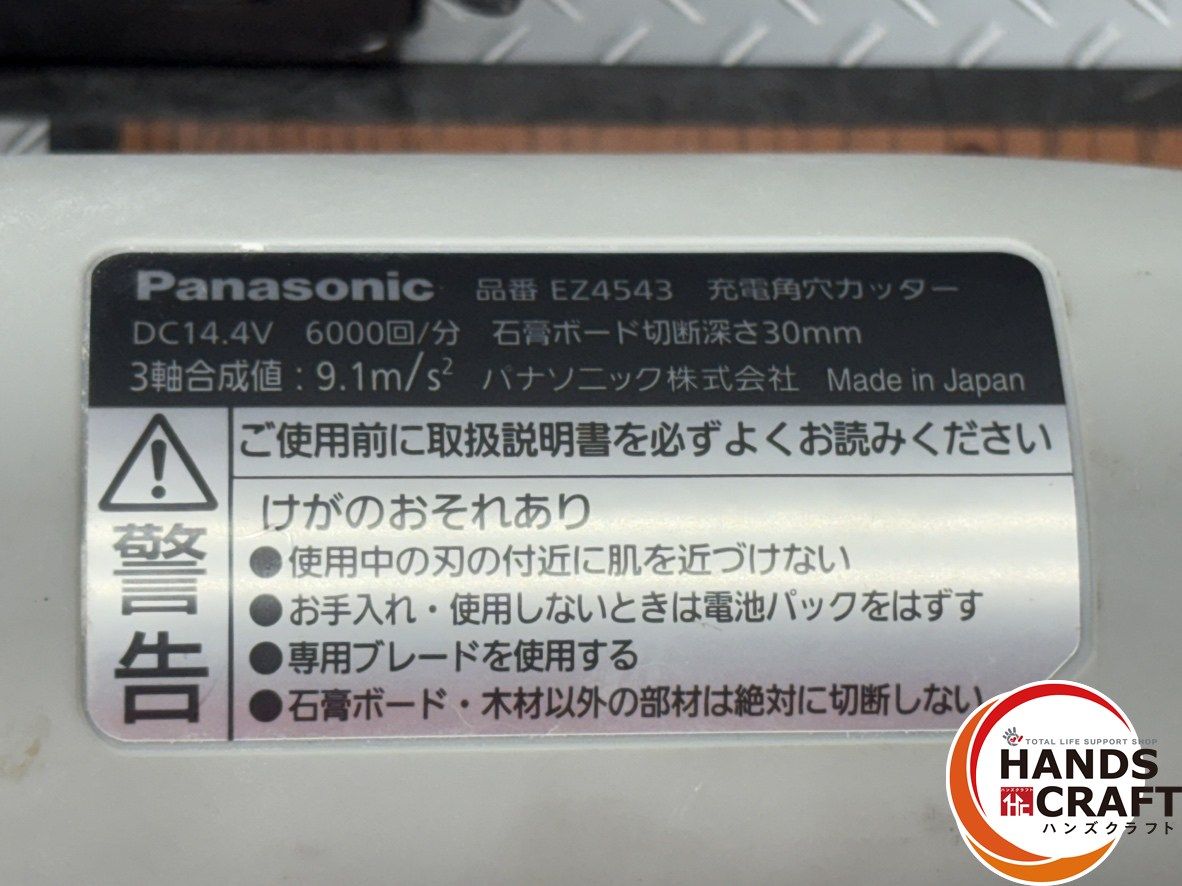 Panasonic 品番 EZ4543 充電角穴カッター
DC14.4V 6000回/分 石膏ボード切断深さ30mm
3軸合成値：9.1m/s² パナソニック株式会社 Made in Japan
ご使用前に取扱説明書を必ずよくお読みください
警告
けがのおそれあり
●使用中の刃の付近に肌を近づけない
●お手入れ・使用しないときは電池パックをはずす
●専用ブレードを使用する
●石膏ボード・木材以外の部材は絶対に切断しない
TOTAL LIFE SUPPORT SHOP
HANDS
ハンズクラフト
CRAFT
ハンズクラフト